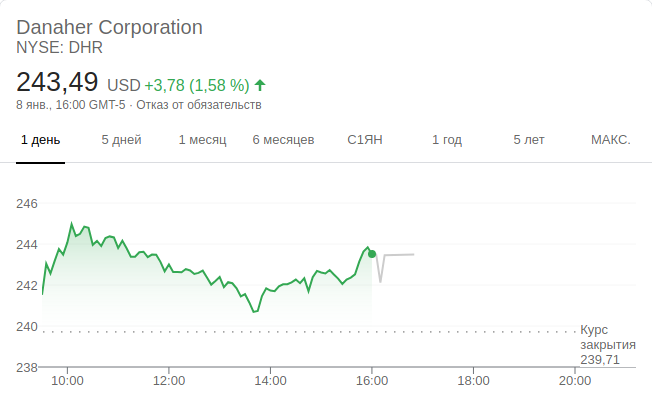 Danaher Corporation
NYSE: DHR
243,49 USD +3,78 (1,58 %)
8 янв., 16:00 GMT-5 · Отказ от обязательств
1 день 5 дней 1 месяц 6 месяцев С1ЯН 1 год 5 лет МАКС.
246
244
242
240
238
Курс
закрытия
239,71
10:00 12:00 14:00 16:00 18:00 20:00